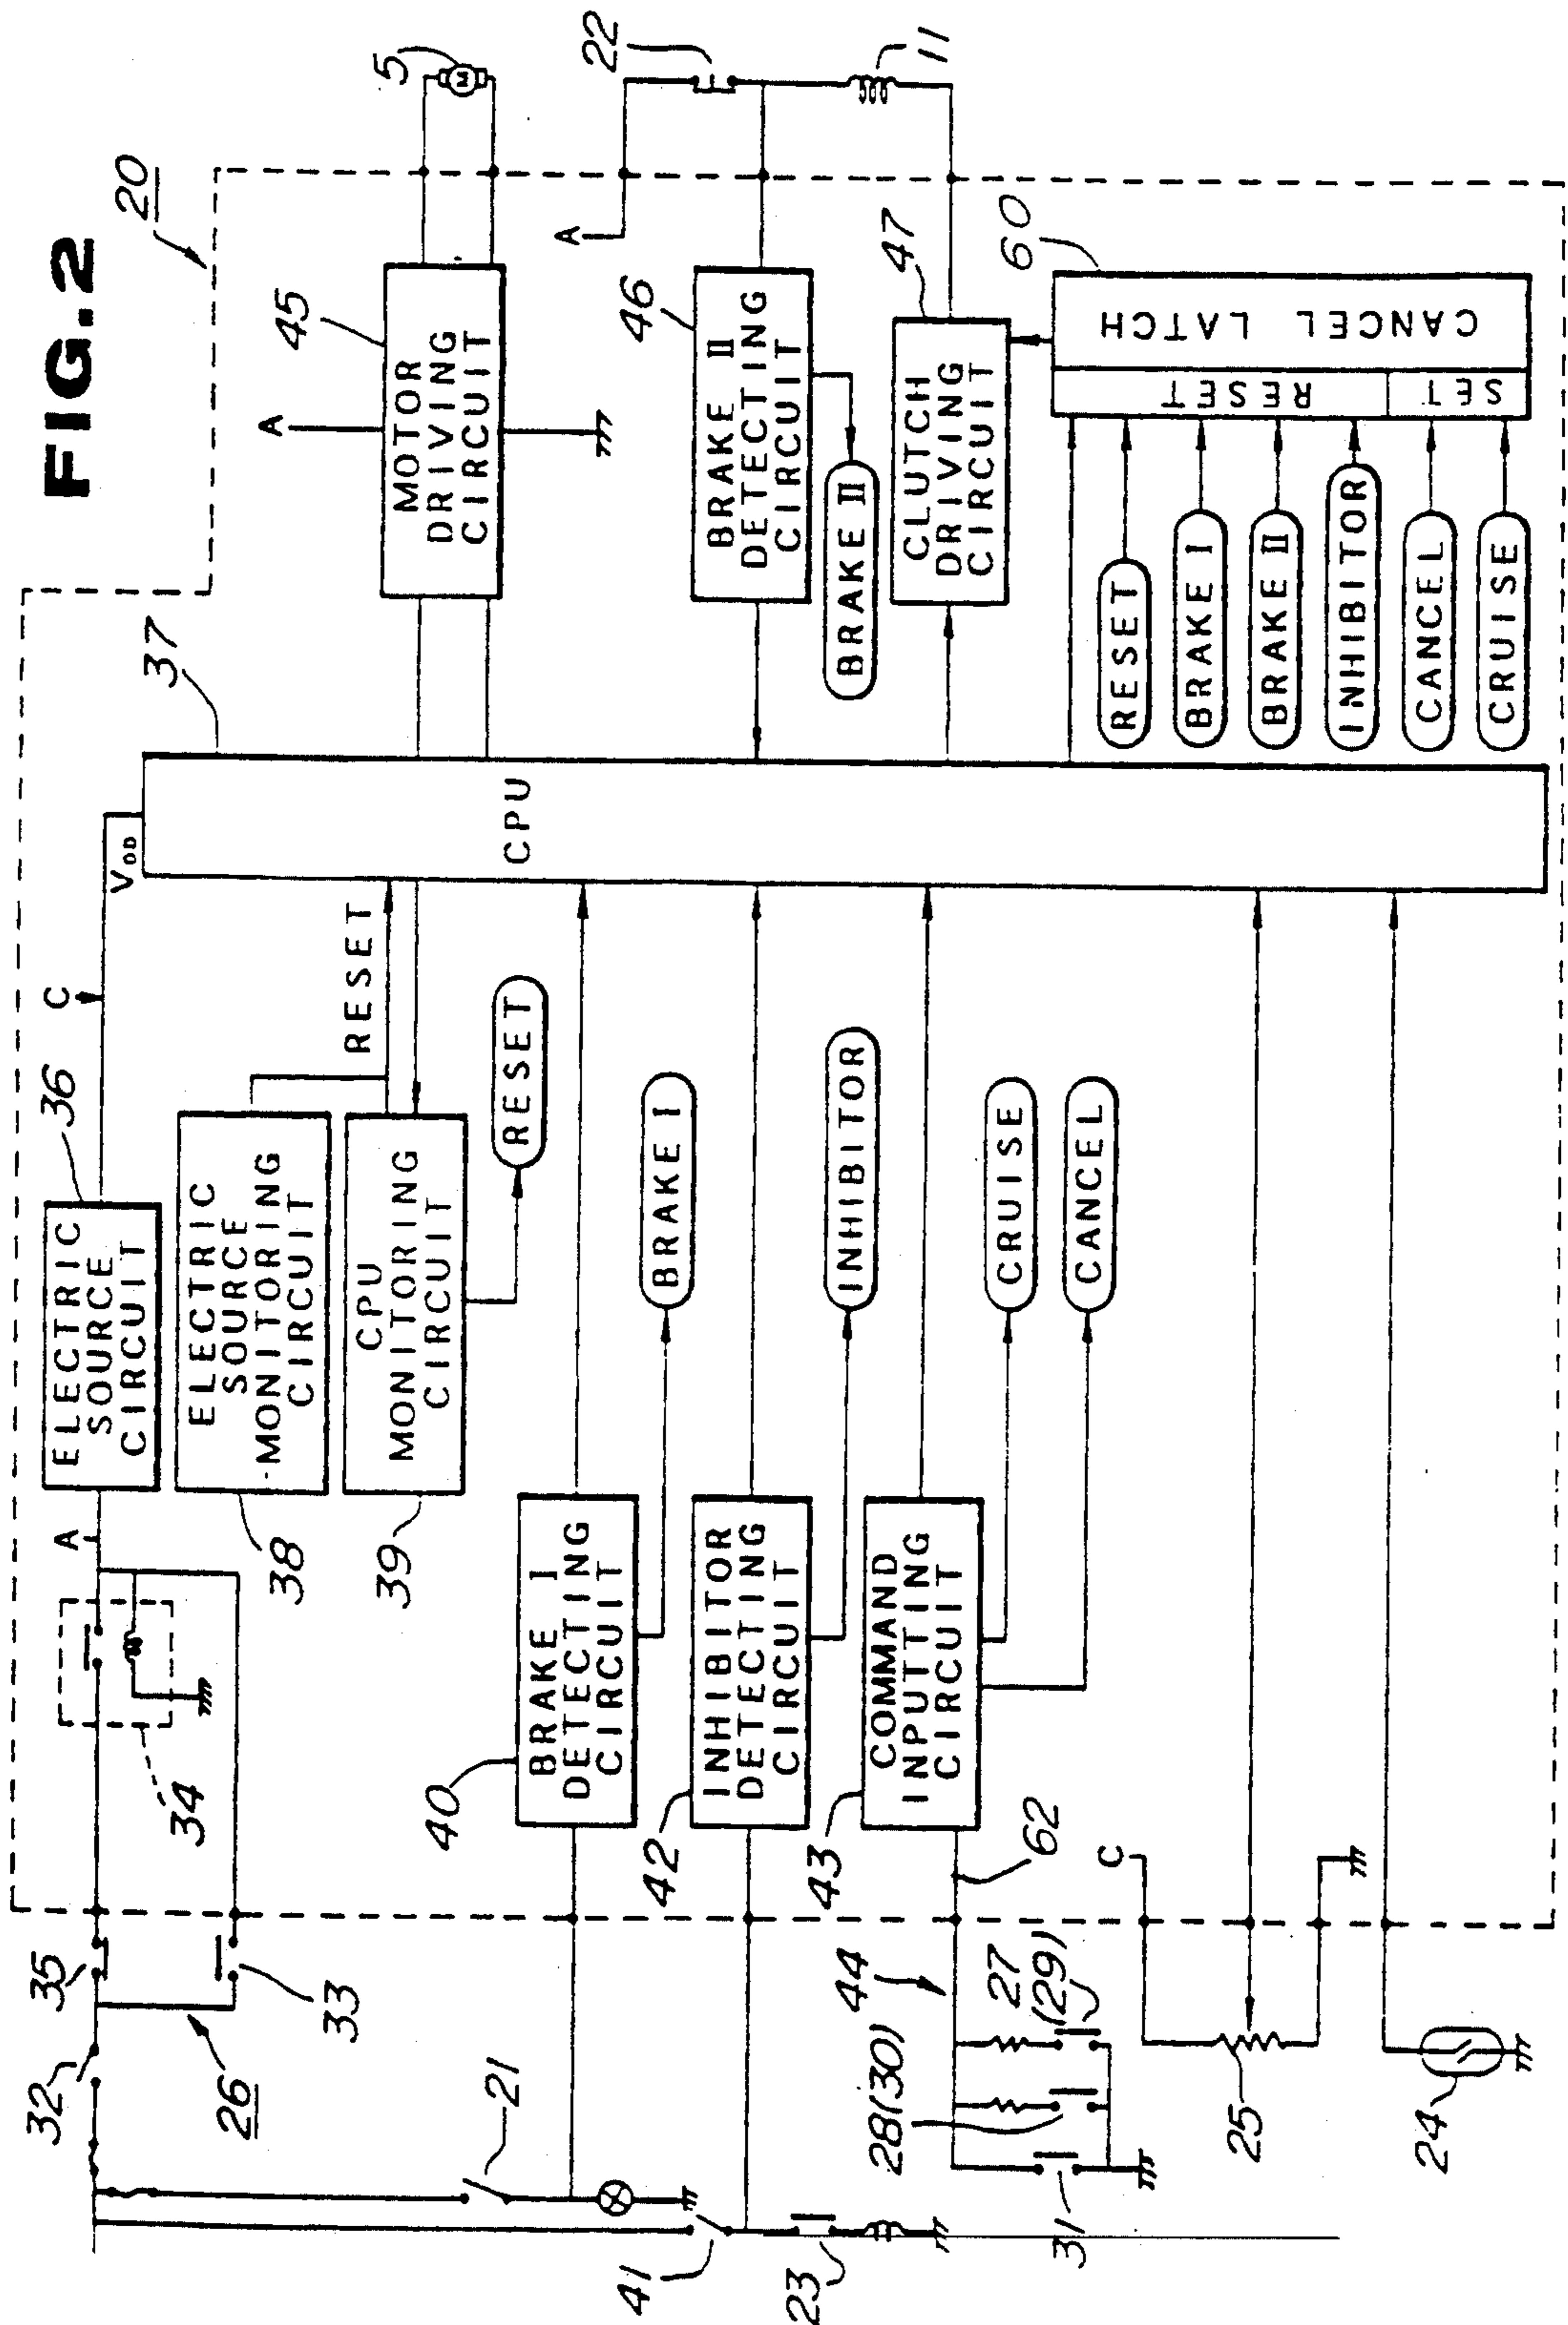 FIG.2
20
37
36
ELECTRIC
SOURCE
CIRCUIT
C
VDD
A
35
32
33
26
34
38
ELECTRIC
SOURCE
MONITORING
CIRCUIT
39
CPU
MONITORING
CIRCUIT
RESET
RESET
CPU
45
MOTOR
DRIVING
CIRCUIT
A
5
M
22
A
11
21
40
BRAKE I
DETECTING
CIRCUIT
BRAKE I
46
BRAKE II
DETECTING
CIRCUIT
BRAKE II
41
23
42
INHIBITOR
DETECTING
CIRCUIT
INHIBITOR
47
CLUTCH
DRIVING
CIRCUIT
43
COMMAND
INPUTTING
CIRCUIT
CRUISE
CANCEL
62
44
27
(29)
28(30)
31
60
CANCEL LATCH
RESET
SET
RESET
BRAKE I
BRAKE II
INHIBITOR
CANCEL
CRUISE
C
25
24